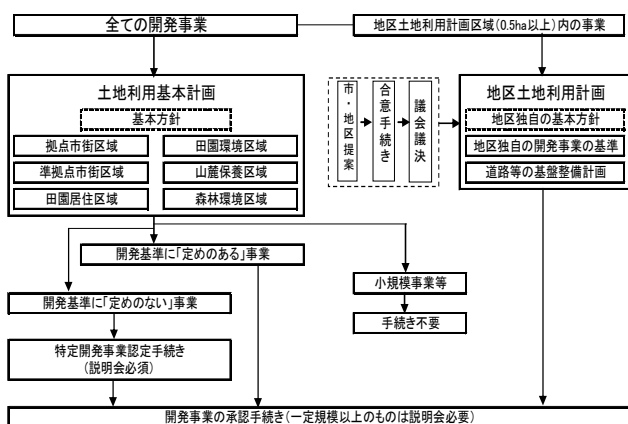 全ての開発事業
地区土地利用計画区域(0.5ha以上)内の事業
土地利用基本計画
基本方針
拠点市街区域
田園環境区域
準拠点市街区域
山麓保養区域
田園居住区域
森林環境区域
市・地区提案
合意手続き
議会議決
地区土地利用計画
地区独自の基本方針
地区独自の開発事業の基準
道路等の基盤整備計画
開発基準に「定めのある」事業
小規模事業等
開発基準に「定めのない」事業
手続き不要
特定開発事業認定手続き
(説明会必須)
開発事業の承認手続き(一定規模以上のものは説明会必要)